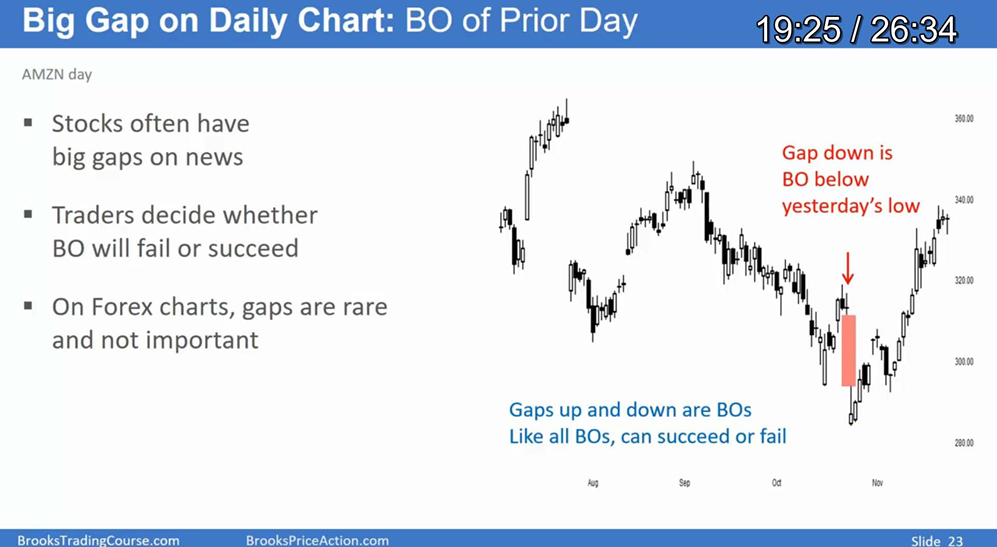 Big Gap on Daily Chart: BO of Prior Day
19:25 / 26:34
AMZN day
▪ Stocks often have
big gaps on news
▪ Traders decide whether
BO will fail or succeed
▪ On Forex charts, gaps are rare
and not important
Gap down is
BO below
yesterday's low
Gaps up and down are BOs
Like all BOs, can succeed or fail
360.00
340.00
320.00
300.00
280.00
Aug
Sep
Oct
Nov
BrooksTradingCourse.com
BrooksPriceAction.com
Slide 23